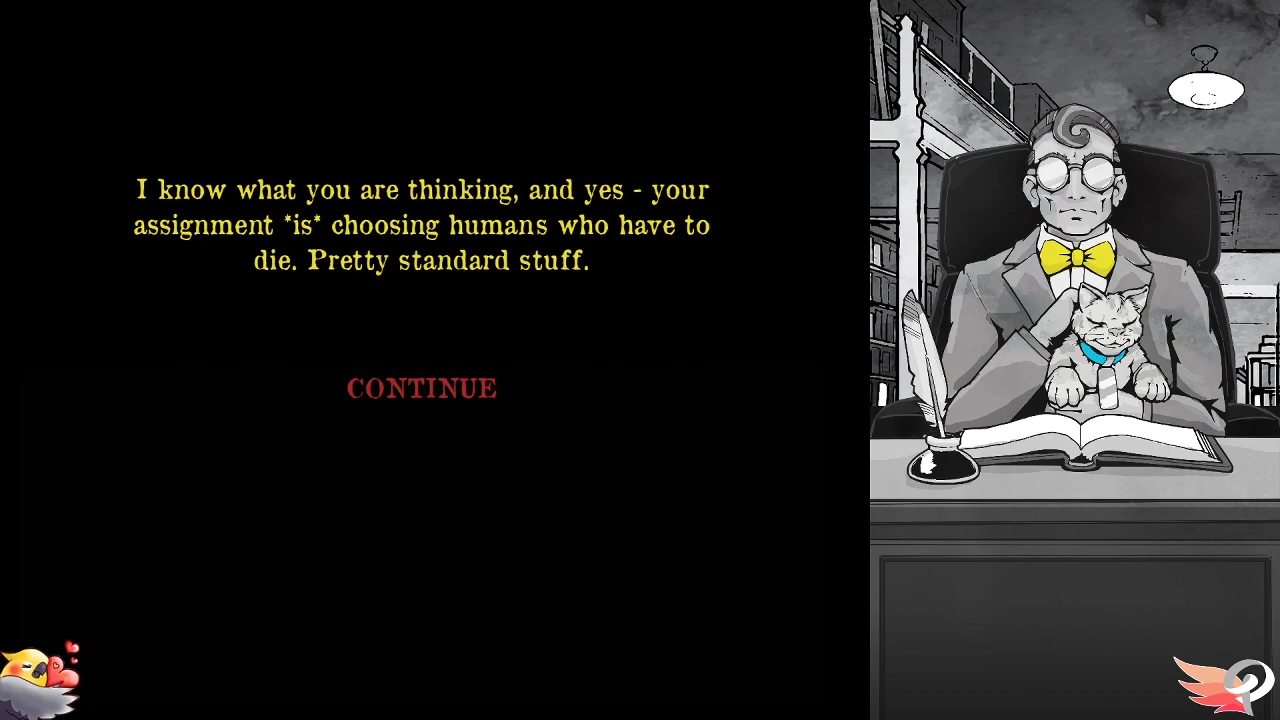 I know what you are thinking, and yes - your
assignment *is* choosing humans who have to
die. Pretty standard stuff.
CONTINUE